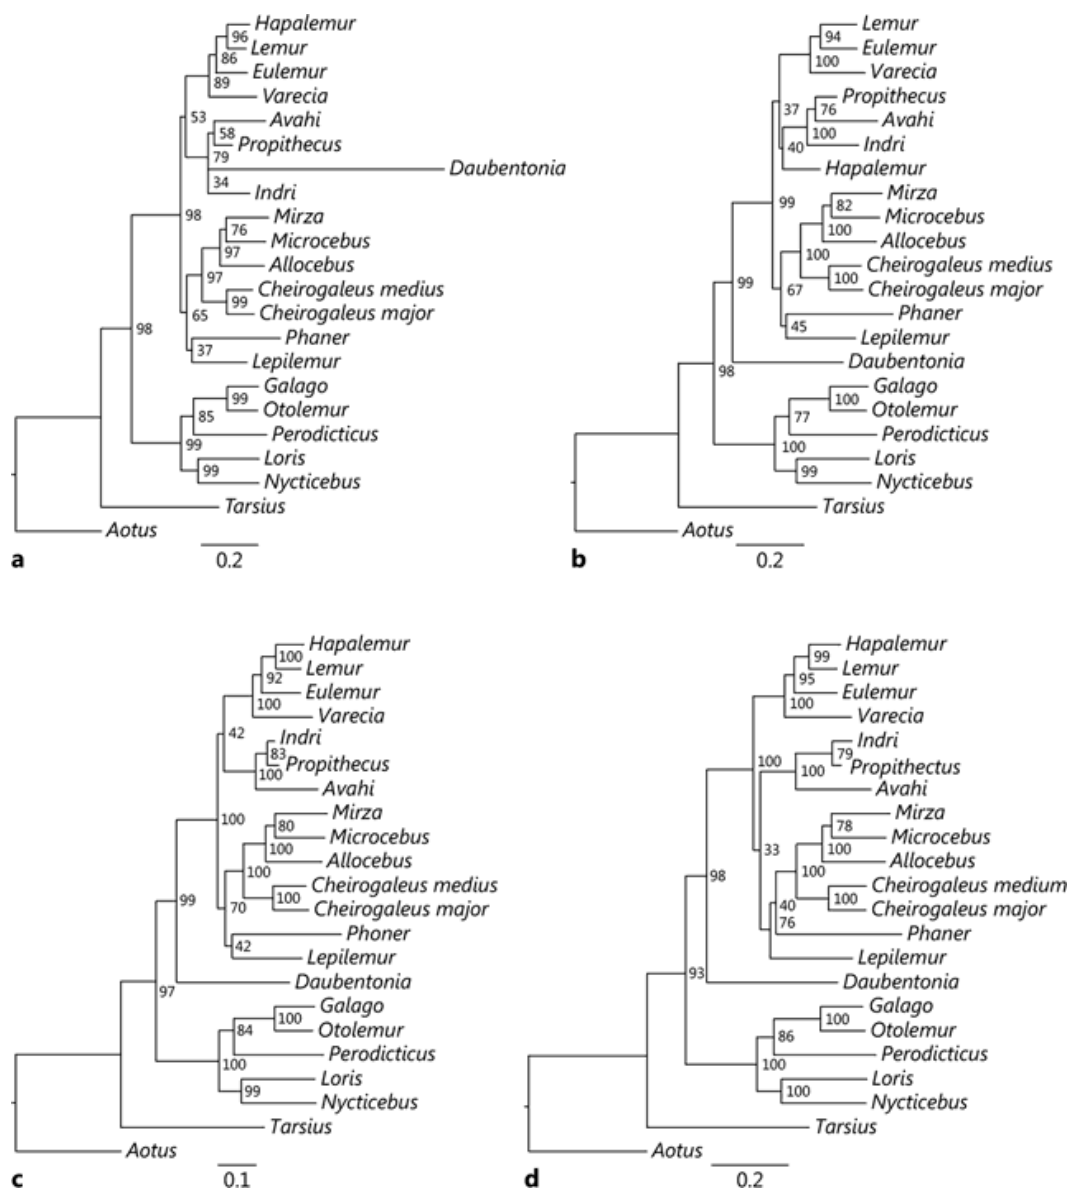 Hapalemur
96
Lemur
86
Eulemur
89
Varecia
53
Avahi
58
Propithecus
79
Daubentonia
34
Indri
98
Mirza
76
Microcebus
97
Allocebus
97
Cheirogaleus medius
99
Cheirogaleus major
65
Phaner
37
Lepilemur
98
Galago
99
Otolemur
85
Perodicticus
99
Loris
99
Nycticebus
Tarsius
Aotus
a
0.2
Lemur
94
Eulemur
100
Varecia
Propithecus
37
76
Avahi
100
Indri
40
Hapalemur
Mirza
99
82
Microcebus
100
Allocebus
100
Cheirogaleus medius
100
Cheirogaleus major
99
67
Phaner
45
Lepilemur
Daubentonia
98
Galago
100
Otolemur
77
Perodicticus
100
Loris
99
Nycticebus
Tarsius
Aotus
b
0.2
Hapalemur
100
Lemur
92
Eulemur
100
Varecia
42
Indri
83
Propithecus
100
Avahi
Mirza
100
80
Microcebus
100
Allocebus
100
Cheirogaleus medius
100
Cheirogaleus major
99
70
Phoner
42
Lepilemur
Daubentonia
97
Galago
100
Otolemur
84
Perodicticus
100
Loris
99
Nycticebus
Tarsius
Aotus
c
0.1
Hapalemur
99
Lemur
95
Eulemur
100
Varecia
Indri
100
79
Propithectus
100
Avahi
Mirza
78
Microcebus
33
100
Allocebus
98
100
Cheirogaleus medium
100
40
Cheirogaleus major
76
Phaner
Lepilemur
93
Daubentonia
Galago
100
Otolemur
86
Perodicticus
100
Loris
100
Nycticebus
Tarsius
Aotus
d
0.2